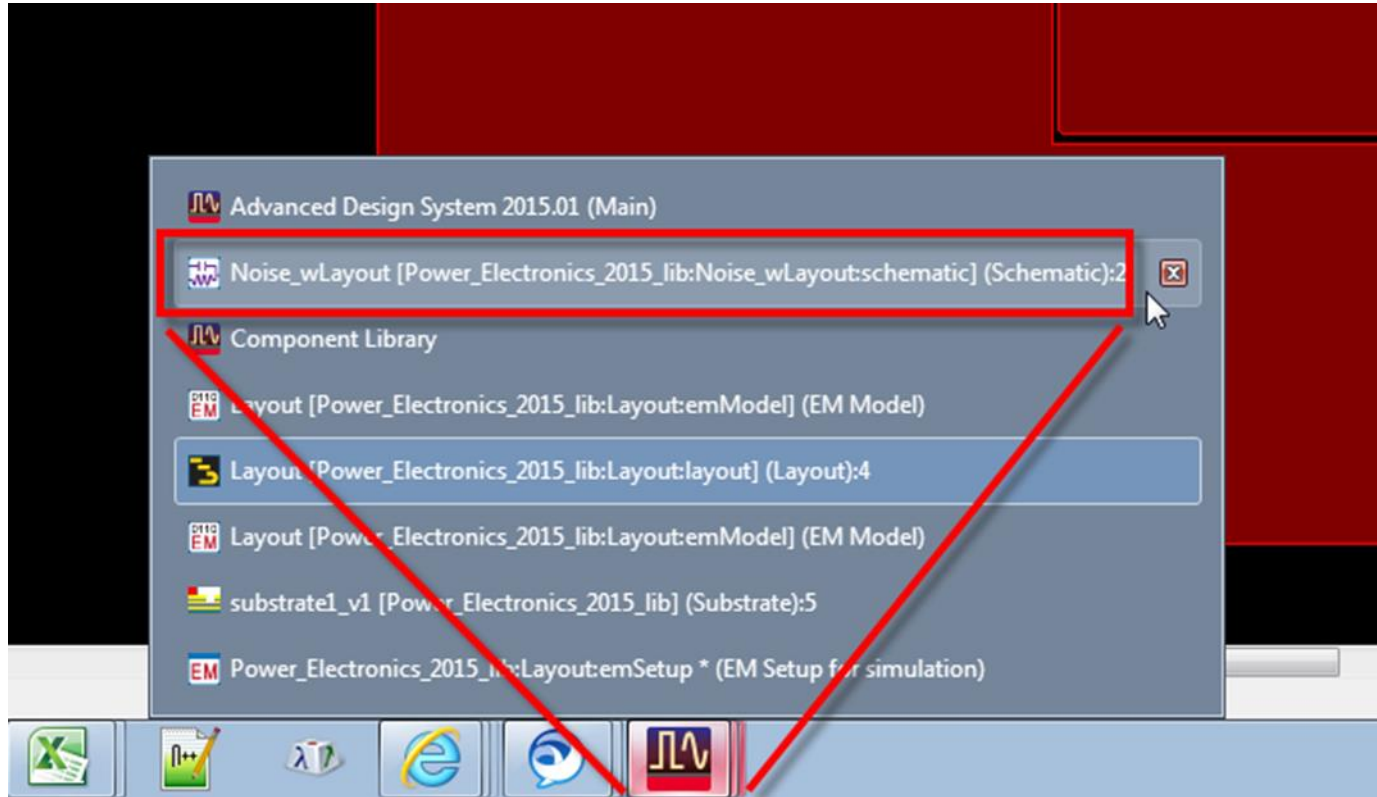 Advanced Design System 2015.01 (Main)
Noise_wLayout [Power_Electronics_2015_lib:Noise_wLayout:schematic] (Schematic):2
Component Library
Layout [Power_Electronics_2015_lib:Layout:emModel] (EM Model)
Layout [Power_Electronics_2015_lib:Layout:layout] (Layout):4
Layout [Power_Electronics_2015_lib:Layout:emModel] (EM Model)
substrate1_v1 [Power_Electronics_2015_lib] (Substrate):5
EM Power_Electronics_2015_lib:Layout:emSetup * (EM Setup for simulation)